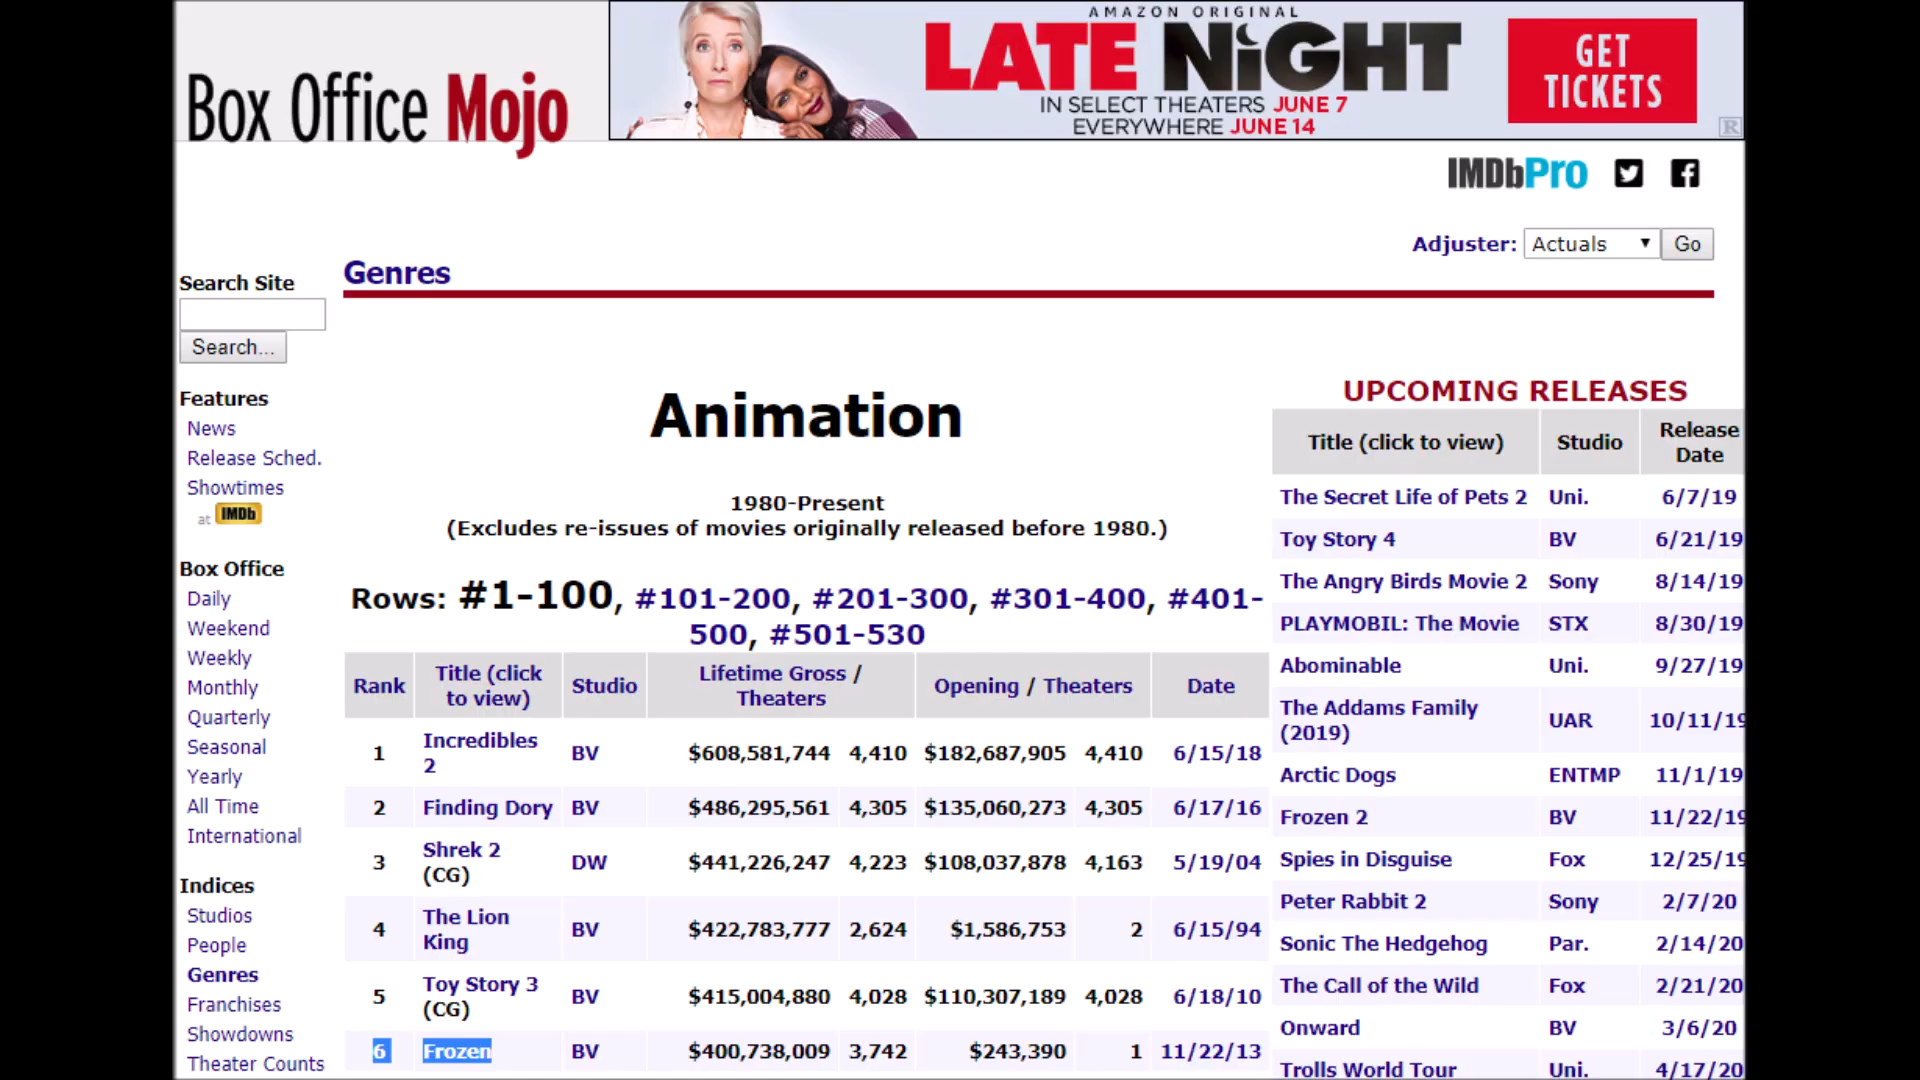 AMAZON ORIGINAL
LATE NiGHT
IN SELECT THEATERS JUNE 7
EVERYWHERE JUNE 14
GET
TICKETS
R
Box Office Mojo
IMDbPro
Adjuster: Actuals Go
Genres
Search Site
Search...
Features
News
Release Sched.
Showtimes
at IMDb
Box Office
Daily
Weekend
Weekly
Monthly
Quarterly
Seasonal
Yearly
All Time
International
Indices
Studios
People
Genres
Franchises
Showdowns
Theater Counts
Animation
1980-Present
(Excludes re-issues of movies originally released before 1980.)
Rows: #1-100, #101-200, #201-300, #301-400, #401-
500, #501-530
Rank Title (click to view) Studio Lifetime Gross / Theaters Opening / Theaters Date
1 Incredibles 2 BV $608,581,744 4,410 $182,687,905 4,410 6/15/18
2 Finding Dory BV $486,295,561 4,305 $135,060,273 4,305 6/17/16
3 Shrek 2 (CG) DW $441,226,247 4,223 $108,037,878 4,163 5/19/04
4 The Lion King BV $422,783,777 2,624 $1,586,753 2 6/15/94
5 Toy Story 3 (CG) BV $415,004,880 4,028 $110,307,189 4,028 6/18/10
6 Frozen BV $400,738,009 3,742 $243,390 1 11/22/13
UPCOMING RELEASES
Title (click to view) Studio Release Date
The Secret Life of Pets 2 Uni. 6/7/19
Toy Story 4 BV 6/21/19
The Angry Birds Movie 2 Sony 8/14/19
PLAYMOBIL: The Movie STX 8/30/19
Abominable Uni. 9/27/19
The Addams Family (2019) UAR 10/11/19
Arctic Dogs ENTMP 11/1/19
Frozen 2 BV 11/22/19
Spies in Disguise Fox 12/25/19
Peter Rabbit 2 Sony 2/7/20
Sonic The Hedgehog Par. 2/14/20
The Call of the Wild Fox 2/21/20
Onward BV 3/6/20
Trolls World Tour Uni. 4/17/20